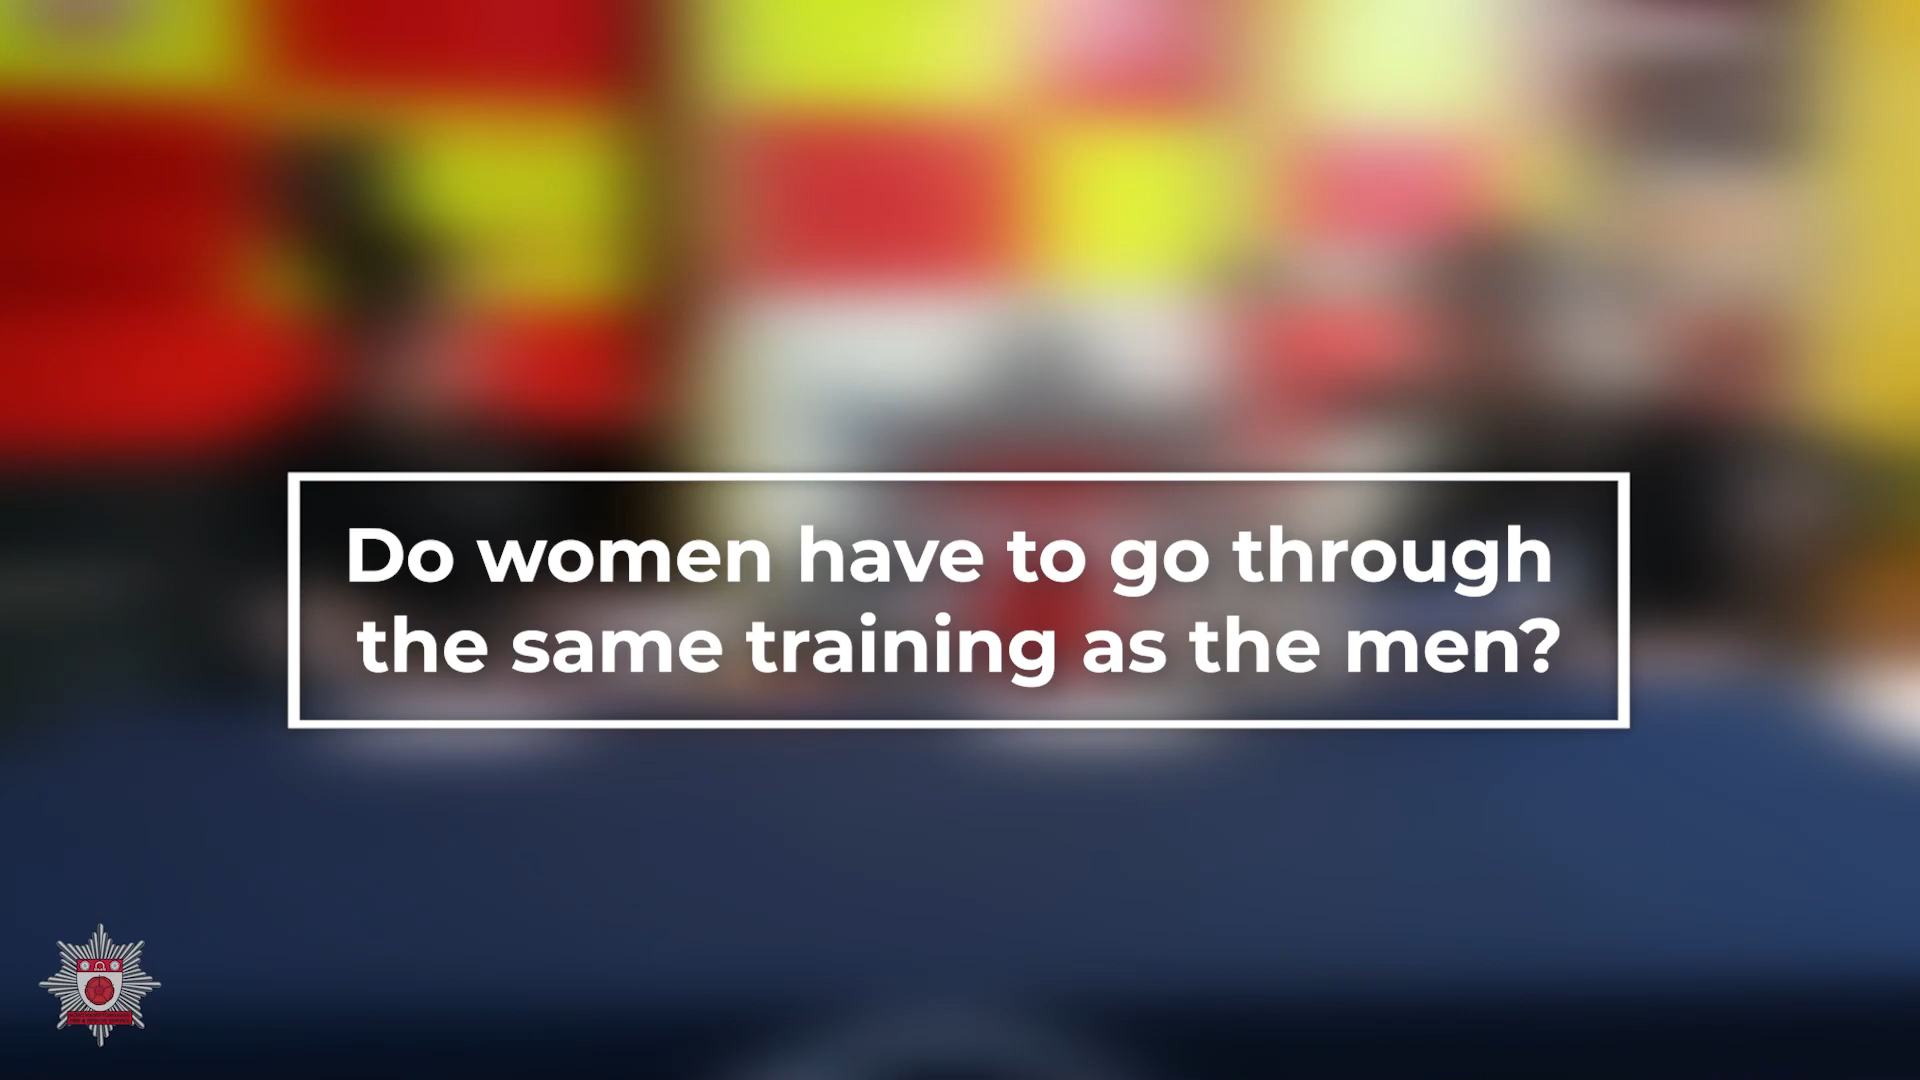 Do women have to go through
the same training as the men?